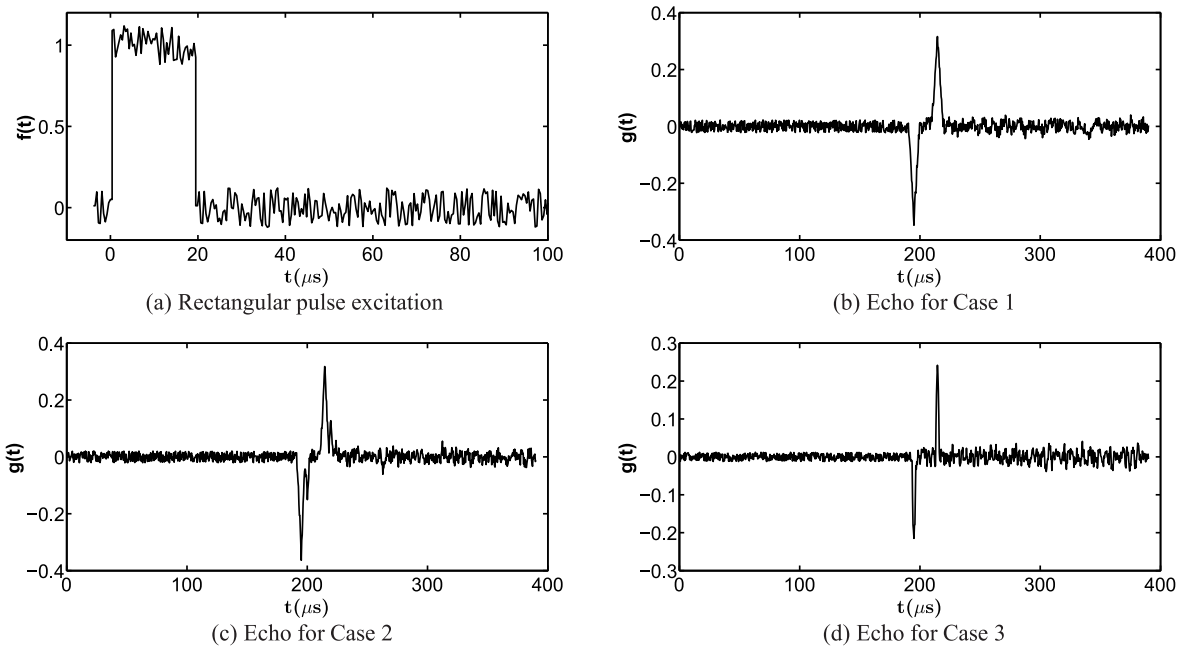 f(t)
1
0.5
0
0 20 40 60 80 100
t(μs)
(a) Rectangular pulse excitation
g(t)
0.4
0.2
0
−0.2
−0.4
0 100 200 300 400
t(μs)
(b) Echo for Case 1
g(t)
0.4
0.2
0
−0.2
−0.4
0 100 200 300 400
t(μs)
(c) Echo for Case 2
g(t)
0.3
0.2
0.1
0
−0.1
−0.2
−0.3
0 100 200 300 400
t(μs)
(d) Echo for Case 3